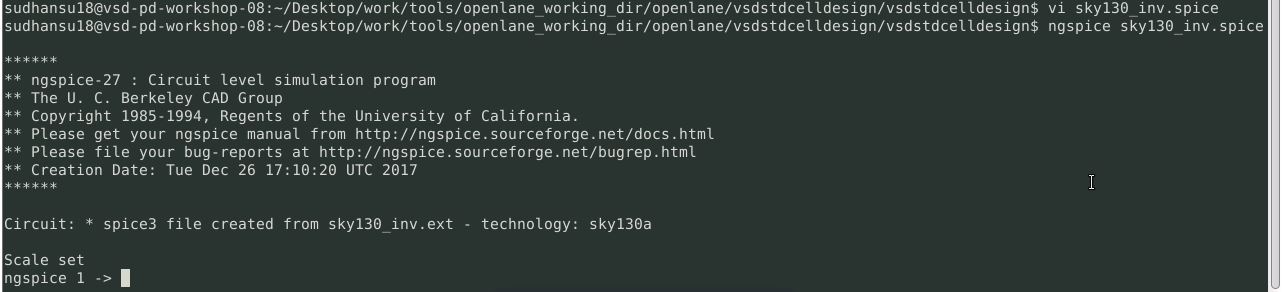 sudhansu18@vsd-pd-workshop-08:~/Desktop/work/tools/openlane_working_dir/openlane/vsdstdcelldesign/vsdstdcelldesign$ vi sky130_inv.spice
sudhansu18@vsd-pd-workshop-08:~/Desktop/work/tools/openlane_working_dir/openlane/vsdstdcelldesign/vsdstdcelldesign$ ngspice sky130_inv.spice
******
** ngspice-27 : Circuit level simulation program
** The U. C. Berkeley CAD Group
** Copyright 1985-1994, Regents of the University of California.
** Please get your ngspice manual from http://ngspice.sourceforge.net/docs.html
** Please file your bug-reports at http://ngspice.sourceforge.net/bugrep.html
** Creation Date: Tue Dec 26 17:10:20 UTC 2017
******
Circuit: * spice3 file created from sky130_inv.ext - technology: sky130a
Scale set
ngspice 1 ->